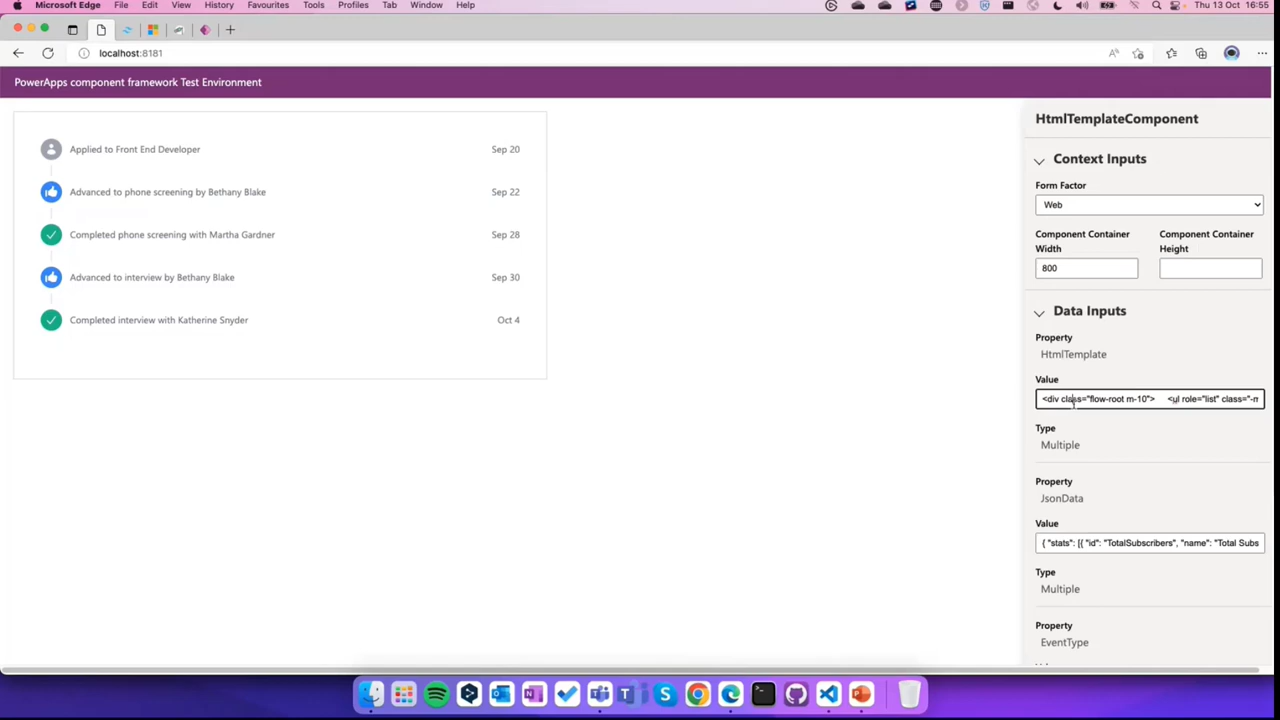 Microsoft Edge File Edit View History Favourites Tools Profiles Tab Window Help Thu 13 Oct 16:55
localhost:8181
PowerApps component framework Test Environment
Applied to Front End Developer Sep 20
Advanced to phone screening by Bethany Blake Sep 22
Completed phone screening with Martha Gardner Sep 28
Advanced to interview by Bethany Blake Sep 30
Completed interview with Katherine Snyder Oct 4
HtmlTemplateComponent
Context Inputs
Form Factor
Web
Component Container Width
Component Container Height
800
Data Inputs
Property
HtmlTemplate
Value
<div class="flow-root m-10"> <ul role="list" class="-m
Type
Multiple
Property
JsonData
Value
{ "stats": [{ "id": "TotalSubscribers", "name": "Total Subs
Type
Multiple
Property
EventType